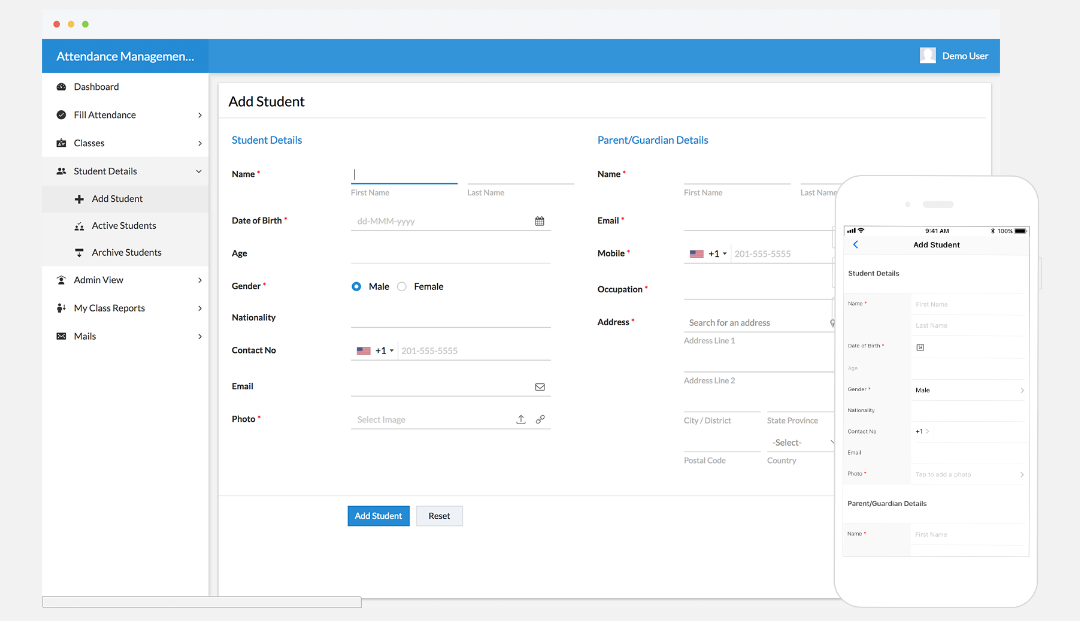 Attendance Managemen...
Demo User
Dashboard
Fill Attendance
Classes
Student Details
Add Student
Active Students
Archive Students
Admin View
My Class Reports
Mails
Add Student
Student Details
Name *
First Name
Last Name
Date of Birth *
dd-MMM-yyyy
Age
Gender *
Male
Female
Nationality
Contact No
+1
201-555-5555
Email
Photo *
Select Image
Parent/Guardian Details
Name *
First Name
Last Name
Email *
Mobile *
+1
201-555-5555
Occupation *
Address *
Search for an address
Address Line 1
Address Line 2
City / District
State Province
-Select-
Postal Code
Country
Add Student
Reset
9:41 AM
100%
Add Student
Student Details
Name *
First Name
Last Name
Date of Birth *
Age
Gender *
Male
Nationality
Contact No
+1
Email
Photo *
Tap to add a photo
Parent/Guardian Details
Name *
First Name